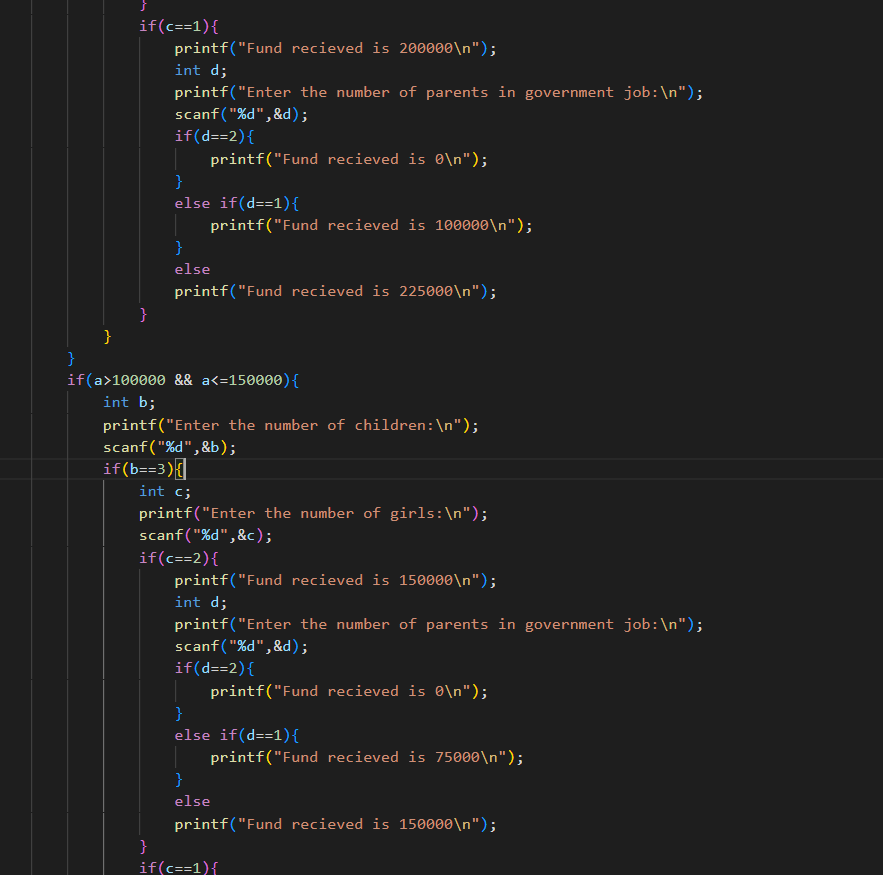 }
if(c==1){
printf("Fund recieved is 200000\n");
int d;
printf("Enter the number of parents in government job:\n");
scanf("%d",&d);
if(d==2){
printf("Fund recieved is 0\n");
}
else if(d==1){
printf("Fund recieved is 100000\n");
}
else
printf("Fund recieved is 225000\n");
}
}
}
if(a>100000 && a<=150000){
int b;
printf("Enter the number of children:\n");
scanf("%d",&b);
if(b==3){
int c;
printf("Enter the number of girls:\n");
scanf("%d",&c);
if(c==2){
printf("Fund recieved is 150000\n");
int d;
printf("Enter the number of parents in government job:\n");
scanf("%d",&d);
if(d==2){
printf("Fund recieved is 0\n");
}
else if(d==1){
printf("Fund recieved is 75000\n");
}
else
printf("Fund recieved is 150000\n");
}
if(c==1){